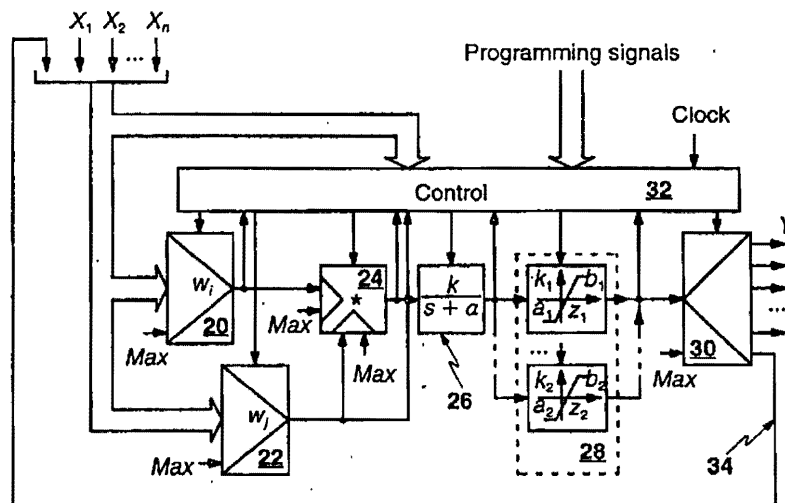 X1 X2 ... Xn
Programming signals
Clock
Control 32
Y
wi
20
Max
* 24
Max
Max
k
s + a
26
k1 b1
a1 z1
...
k2 b2
a2 z2
28
30
Max
...
wj
22
Max
34